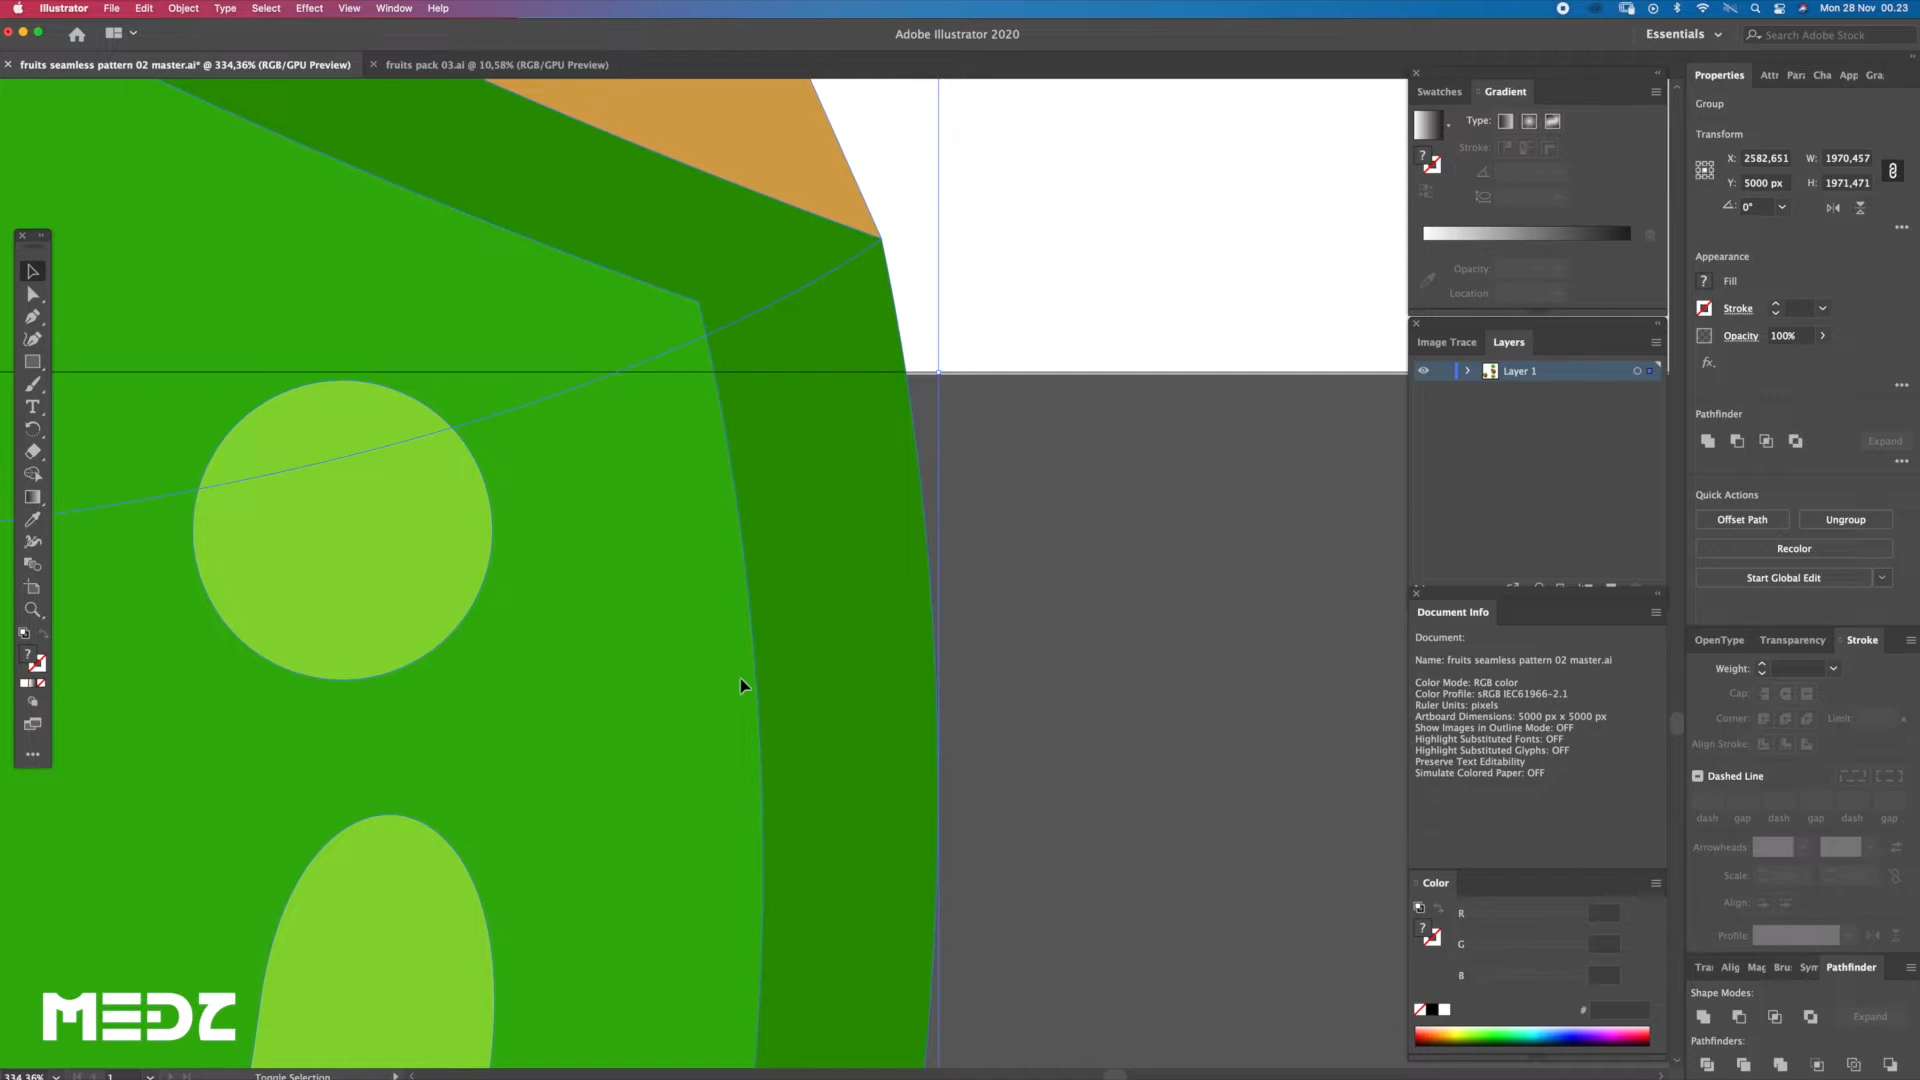 Illustrator File Edit Object Type Select Effect View Window Help
Mon 28 Nov 00.23
Adobe Illustrator 2020
Essentials
Search Adobe Stock
fruits seamless pattern 02 master.ai* @ 334,36% (RGB/GPU Preview)
fruits pack 03.ai @ 10,58% (RGB/GPU Preview)
Swatches
Gradient
Type:
Stroke:
Opacity:
Location
Image Trace
Layers
Layer 1
Document Info
Document:
Name: fruits seamless pattern 02 master.ai
Color Mode: RGB color
Color Profile: sRGB IEC61966-2.1
Ruler Units: pixels
Artboard Dimensions: 5000 px x 5000 px
Show Images in Outline Mode: OFF
Highlight Substituted Fonts: OFF
Highlight Substituted Glyphs: OFF
Preserve Text Editability
Simulate Colored Paper: OFF
Color
R
G
B
#
Properties
Attr
Par
Cha
App
Gra
Group
Transform
X: 2582,651
W: 1970,457
Y: 5000 px
H: 1971,471
0°
Appearance
? Fill
Stroke
Opacity
100%
fx.
Pathfinder
Expand
Quick Actions
Offset Path
Ungroup
Recolor
Start Global Edit
OpenType
Transparency
Stroke
Weight:
Cap:
Corner:
Limit
x
Align Stroke:
Dashed Line
dash gap dash gap dash gap
Arrowheads:
Scale:
Align:
Profile:
Alig
Mag
Bru
Sym
Pathfinder
Shape Modes:
Expand
Pathfinders:
MEDZ
334,36%
1
Toggle Selection